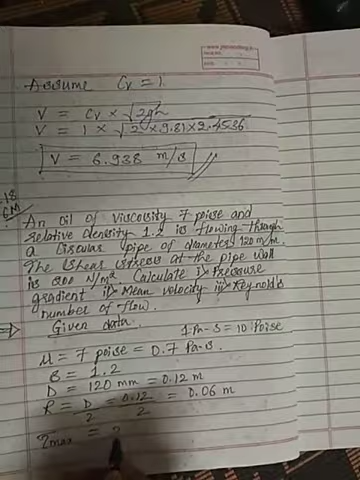 Assume Cv = 1
V = Cv × √2gh
V = 1 × √2 × 9.81 × 2.4536
V = 6.938 m/s
An oil of viscosity 7 poise and
relative density 1.2 is flowing through
a Circular pipe of diameter 120 m/m.
The Shear stress at the pipe wall
is 200 N/m² Calculate i> Pressure
gradient ii> Mean velocity iii> Reynold's
number of flow.
Given data.
1 Pa-S = 10 Poise
μ = 7 poise = 0.7 Pa-s.
S = 1.2
D = 120 mm = 0.12 m
R = D/2 = 0.12/2 = 0.06 m
τmax =